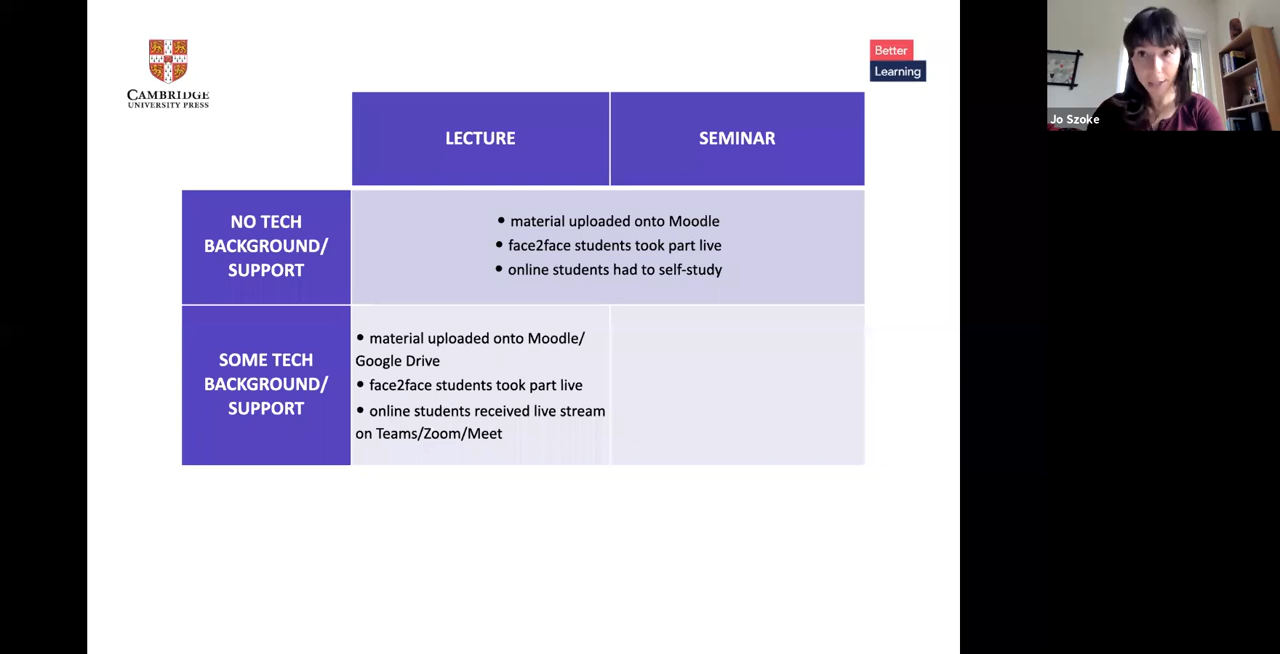 CAMBRIDGE
UNIVERSITY PRESS
Better
Learning
Jo Szoke
LECTURE
SEMINAR
NO TECH
BACKGROUND/
SUPPORT
• material uploaded onto Moodle
• face2face students took part live
• online students had to self-study
SOME TECH
BACKGROUND/
SUPPORT
• material uploaded onto Moodle/
Google Drive
• face2face students took part live
• online students received live stream
on Teams/Zoom/Meet